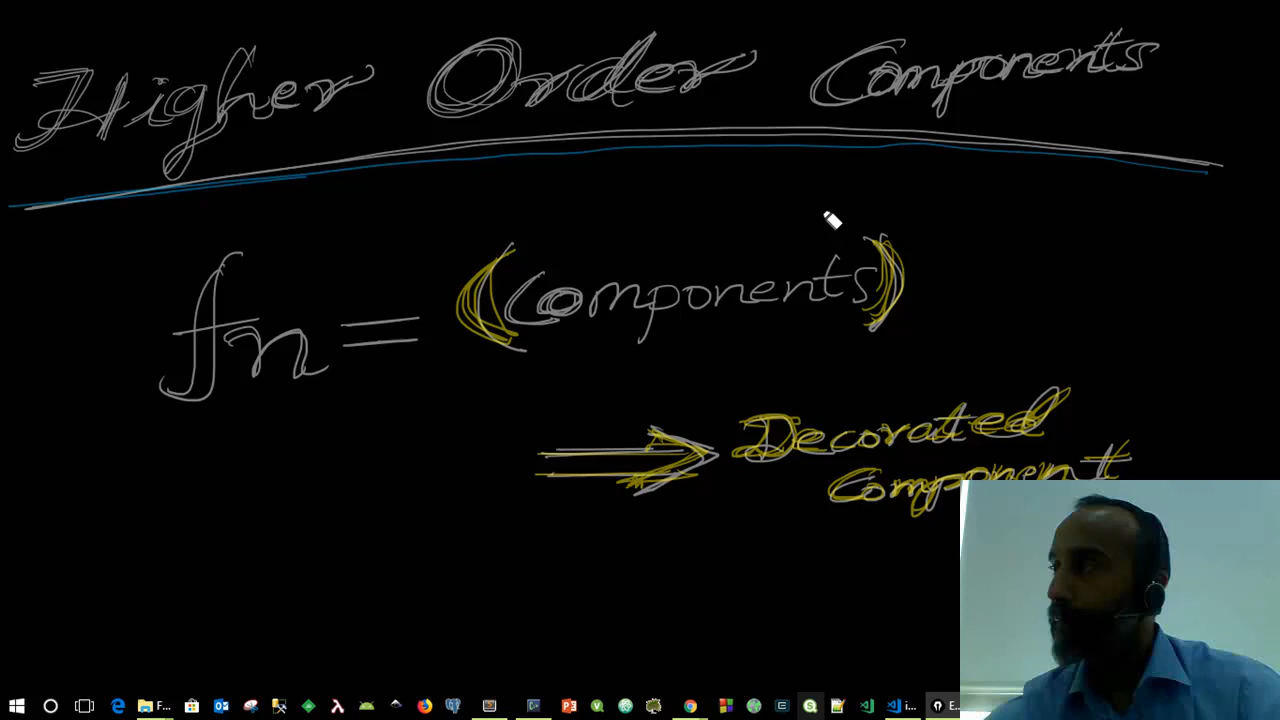 Higher Order Components
fn = (Components)
Decorated
Component